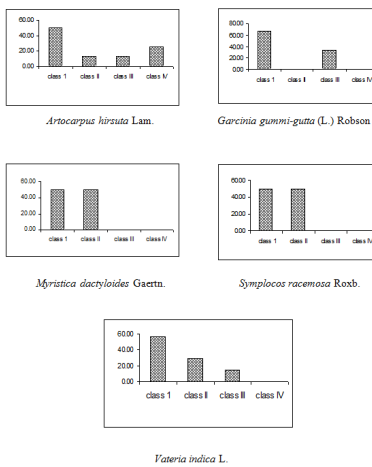 60.00
40.00
20.00
0.00
class 1 class II class III class IV
Artocarpus hirsuta Lam.
8000
6000
4000
2000
0.00
class 1 class II class III class IV
Garcinia gummi-gutta (L.) Robson
60.00
40.00
20.00
0.00
class 1 class II class III class IV
Myristica dactyloides Gaertn.
6000
4000
2000
0.00
class 1 class II class III class IV
Symplocos racemosa Roxb.
60.00
40.00
20.00
0.00
class 1 class II class III class IV
Vateria indica L.